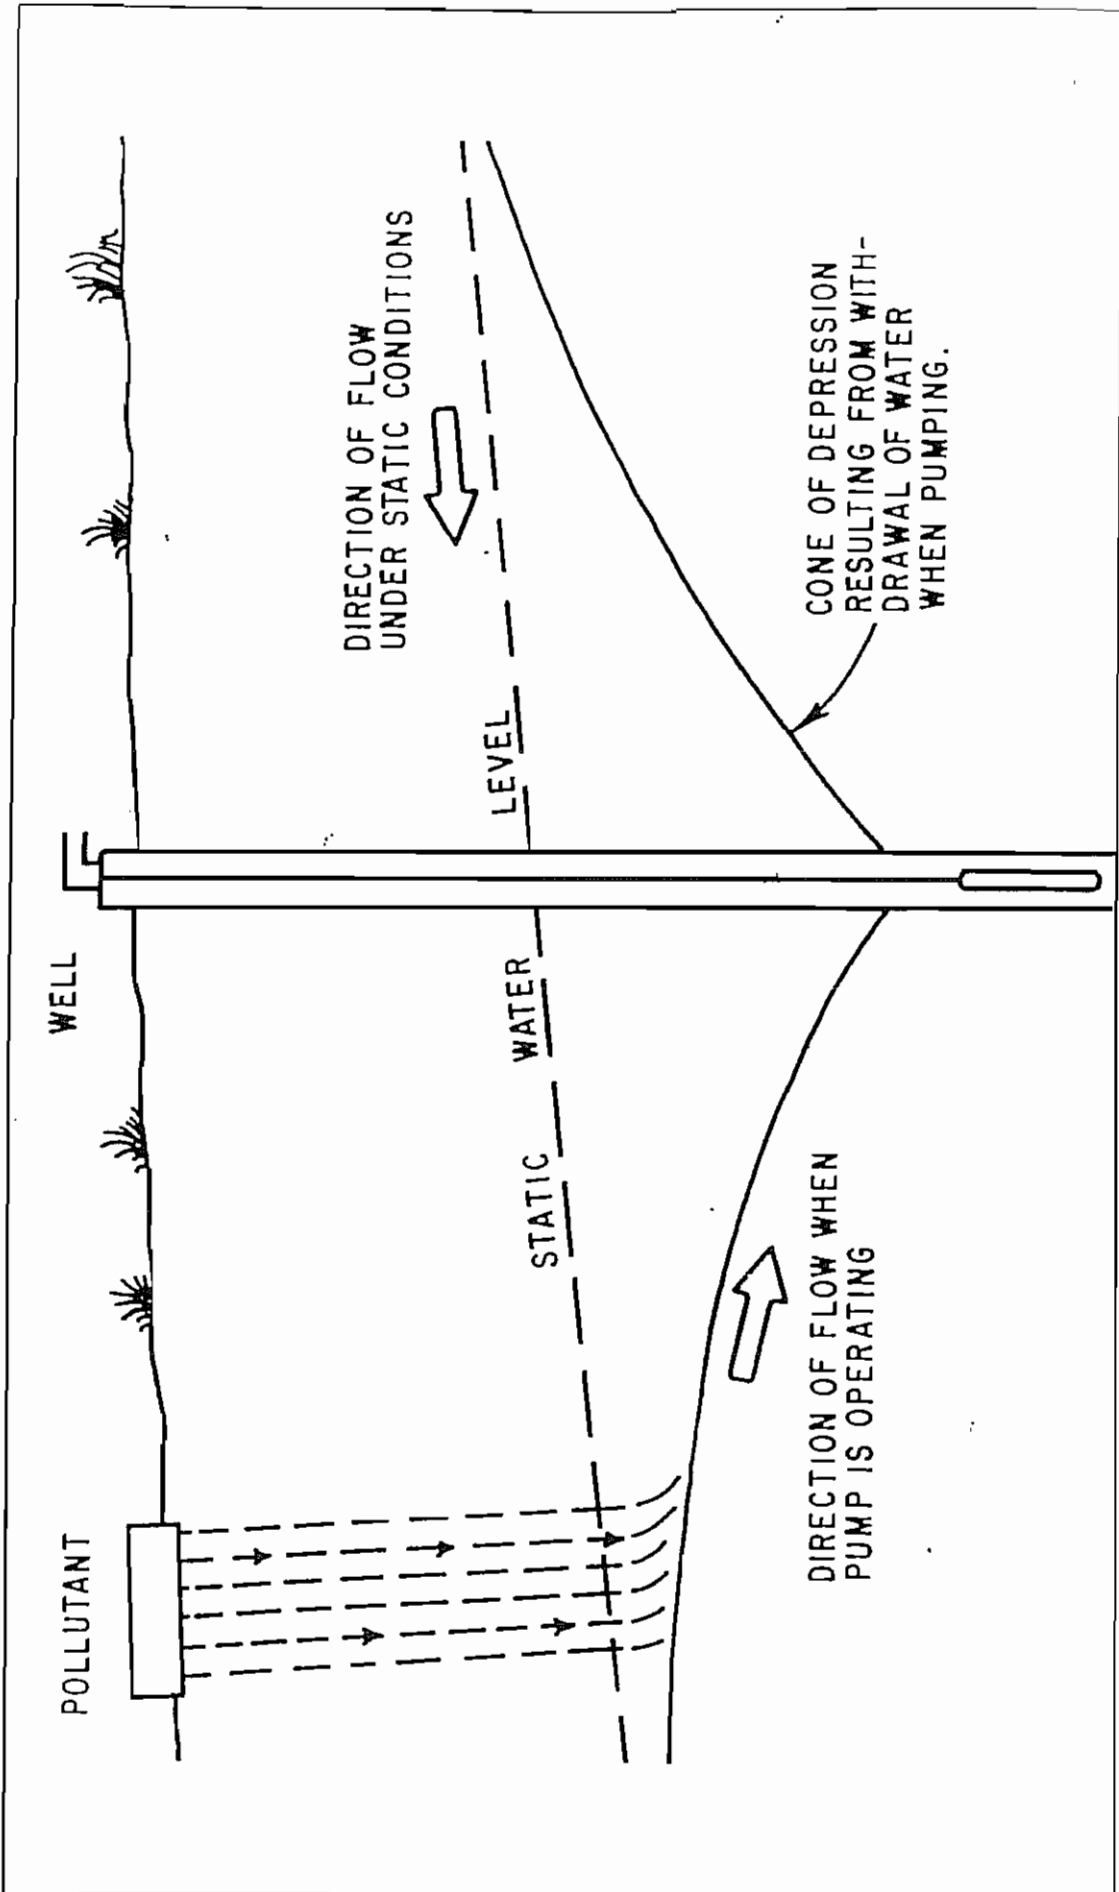 POLLUTANT
WELL
STATIC WATER LEVEL
DIRECTION OF FLOW
UNDER STATIC CONDITIONS
DIRECTION OF FLOW WHEN
PUMP IS OPERATING
CONE OF DEPRESSION
RESULTING FROM WITH-
DRAWAL OF WATER
WHEN PUMPING.